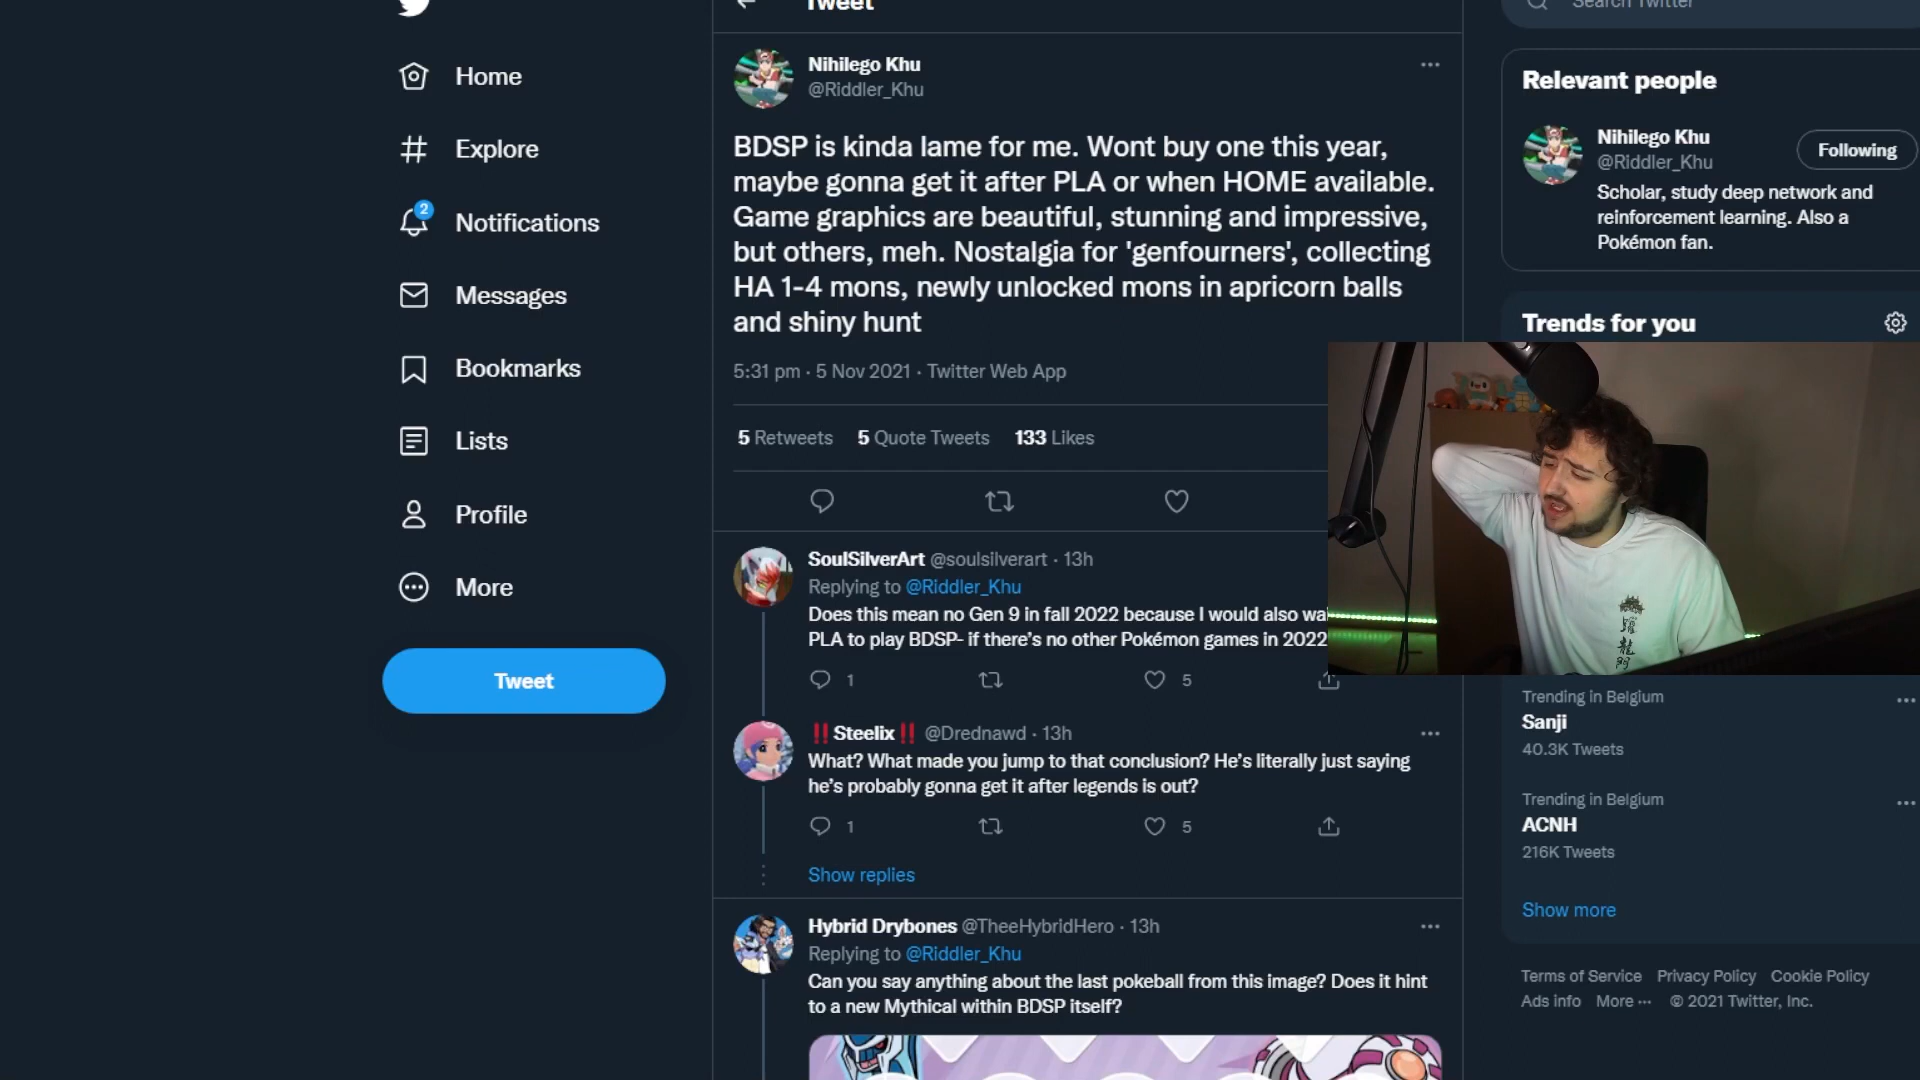 Tweet
Search Twitter
Home
Explore
2
Notifications
Messages
Bookmarks
Lists
Profile
More
Tweet
Nihilego Khu
@Riddler_Khu
BDSP is kinda lame for me. Wont buy one this year,
maybe gonna get it after PLA or when HOME available.
Game graphics are beautiful, stunning and impressive,
but others, meh. Nostalgia for 'genfourners', collecting
HA 1-4 mons, newly unlocked mons in apricorn balls
and shiny hunt
5:31 pm · 5 Nov 2021 · Twitter Web App
5 Retweets 5 Quote Tweets 133 Likes
SoulSilverArt @soulsilverart · 13h
Replying to @Riddler_Khu
Does this mean no Gen 9 in fall 2022 because I would also
PLA to play BDSP- if there's no other Pokémon games in 2022
1 5
‼️Steelix‼️ @Drednawd · 13h
What? What made you jump to that conclusion? He's literally just saying
he's probably gonna get it after legends is out?
1 5
Show replies
Hybrid Drybones @TheeHybridHero · 13h
Replying to @Riddler_Khu
Can you say anything about the last pokeball from this image? Does it hint
to a new Mythical within BDSP itself?
Relevant people
Nihilego Khu
@Riddler_Khu
Following
Scholar, study deep network and
reinforcement learning. Also a
Pokémon fan.
Trends for you
Trending in Belgium
Sanji
40.3K Tweets
Trending in Belgium
ACNH
216K Tweets
Show more
Terms of Service Privacy Policy Cookie Policy
Ads info More ··· © 2021 Twitter, Inc.